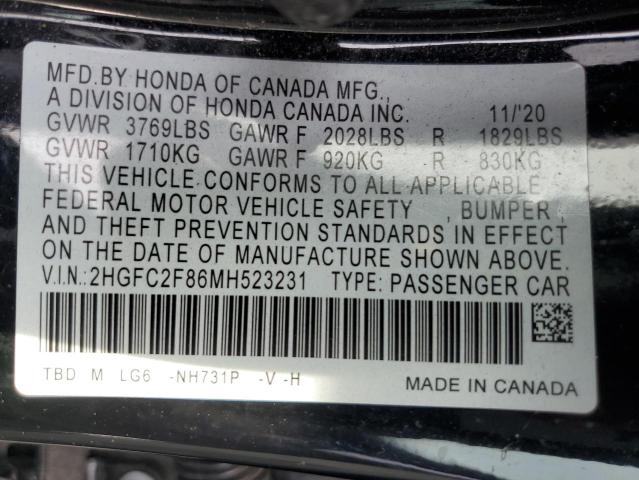 MFD.BY HONDA OF CANADA MFG.,
A DIVISION OF HONDA CANADA INC. 11/'20
GVWR 3769LBS GAWR F 2028LBS R 1829LBS
GVWR 1710KG GAWR F 920KG R 830KG
THIS VEHICLE CONFORMS TO ALL APPLICABLE
FEDERAL MOTOR VEHICLE SAFETY , BUMPER ,
AND THEFT PREVENTION STANDARDS IN EFFECT
ON THE DATE OF MANUFACTURE SHOWN ABOVE.
V.I.N.:2HGFC2F86MH523231 TYPE: PASSENGER CAR
TBD M LG6 -NH731P -V -H
MADE IN CANADA